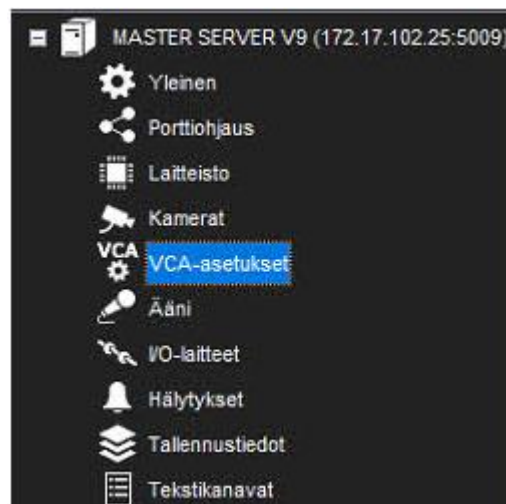 MASTER SERVER V9 (172.17.102.25:5009)
Yleinen
Porttiohjaus
Laitteisto
Kamerat
VCA
VCA-asetukset
Ääni
I/O-laitteet
Hälytykset
Tallennustiedot
Tekstikanavat